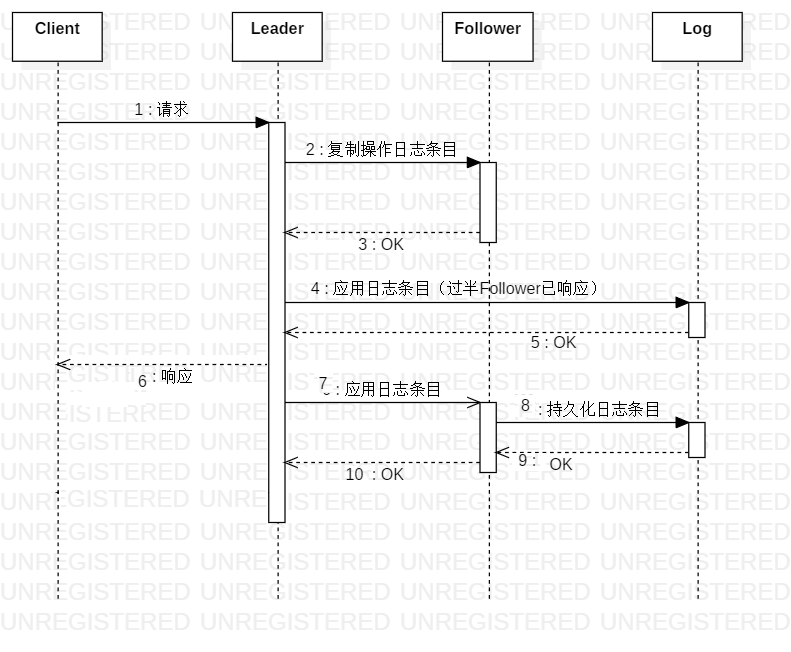 Client
Leader
Follower
Log
1 : 请求
2 : 复制操作日志条目
3 : OK
4 : 应用日志条目（过半Follower已响应）
5 : OK
6 : 响应
7 : 应用日志条目
8 : 持久化日志条目
9 : OK
10 : OK
UNREGISTERED